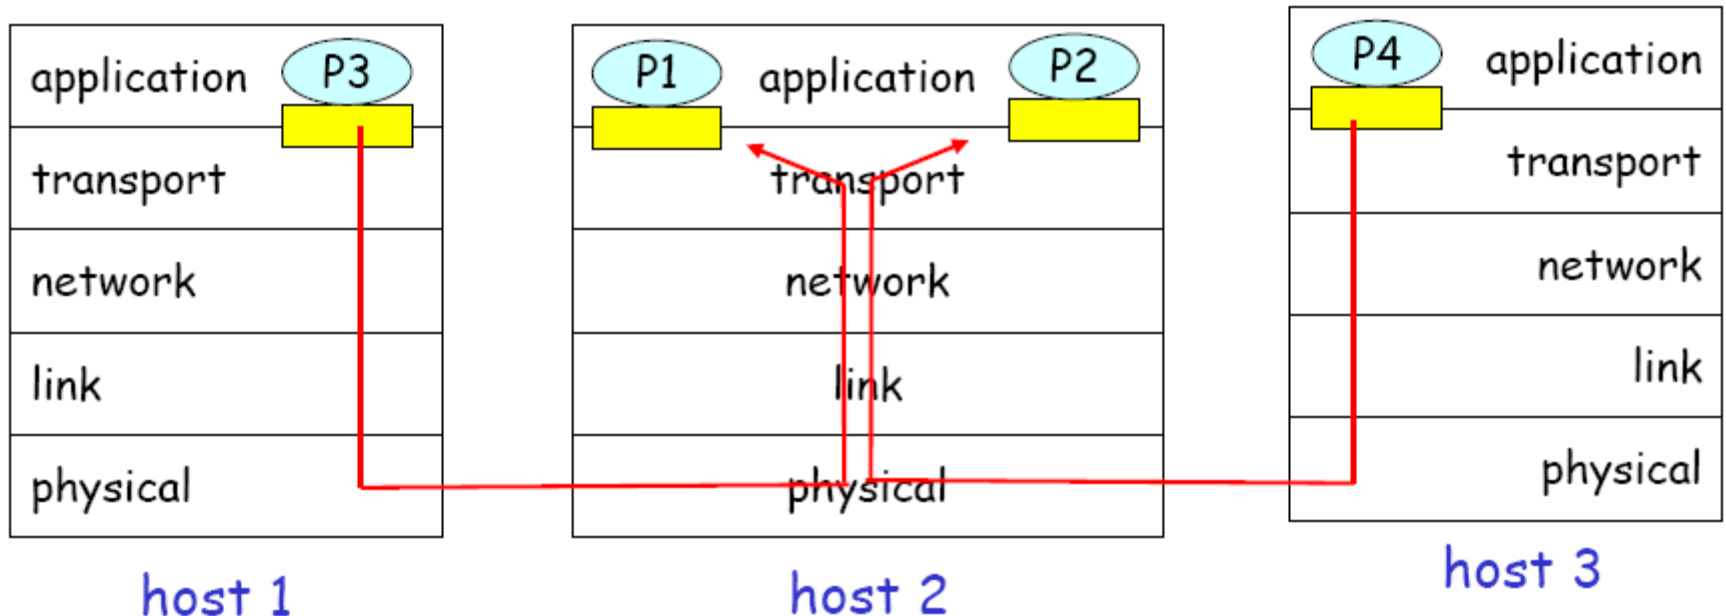 application P3
transport
network
link
physical
host 1
P1 application P2
transport
network
link
physical
host 2
P4 application
transport
network
link
physical
host 3